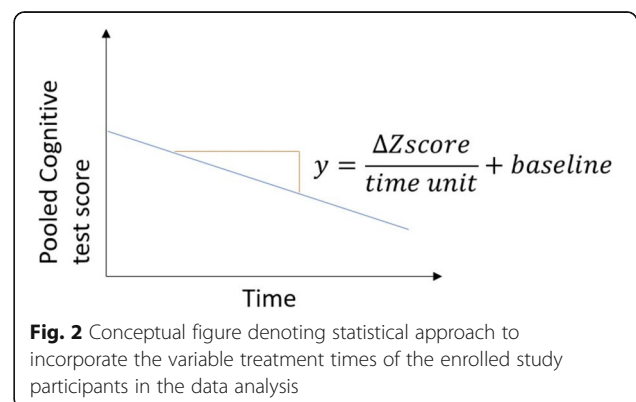 Pooled Cognitive
test score
y = ΔZscore / time unit + baseline
Time
Fig. 2 Conceptual figure denoting statistical approach to
incorporate the variable treatment times of the enrolled study
participants in the data analysis